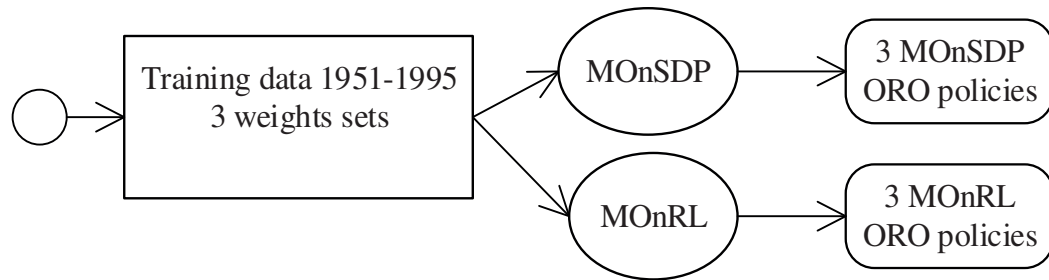 Training data 1951-1995
3 weights sets
MOnSDP
3 MOnSDP
ORO policies
MOnRL
3 MOnRL
ORO policies